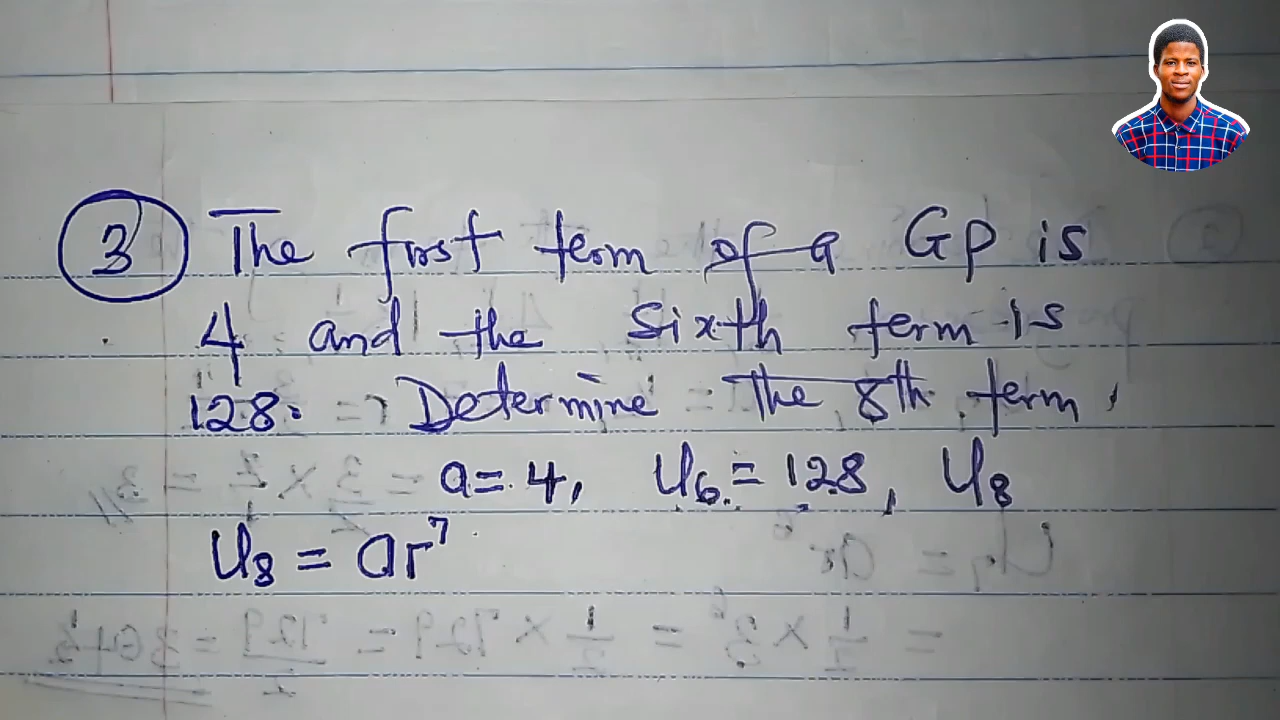 3 The first term of a GP is
4 and the sixth term is
128. Determine the 8th term,
a = 4, U₆ = 128, U₈
U₈ = ar⁷